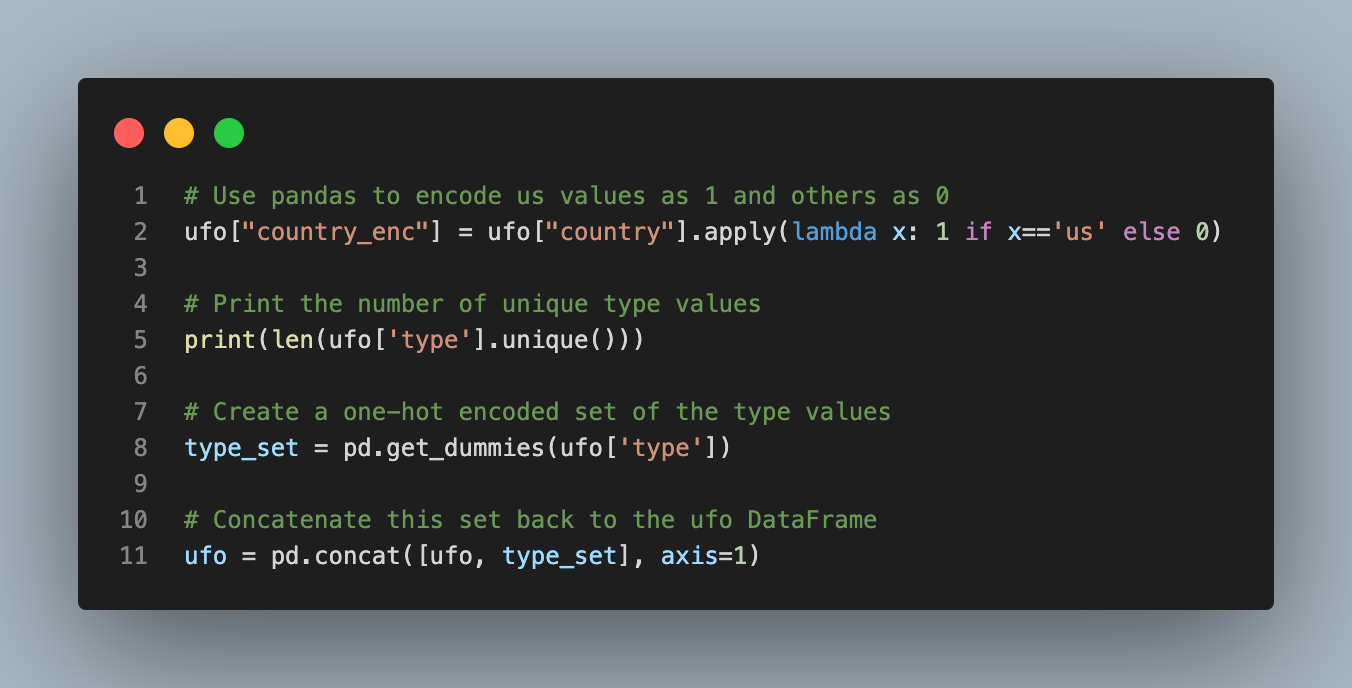 1 # Use pandas to encode us values as 1 and others as 0
2 ufo["country_enc"] = ufo["country"].apply(lambda x: 1 if x=='us' else 0)
3
4 # Print the number of unique type values
5 print(len(ufo['type'].unique()))
6
7 # Create a one-hot encoded set of the type values
8 type_set = pd.get_dummies(ufo['type'])
9
10 # Concatenate this set back to the ufo DataFrame
11 ufo = pd.concat([ufo, type_set], axis=1)